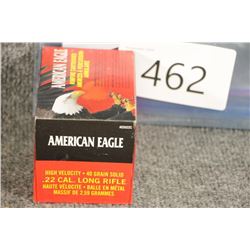 462
AMERICAN EAGLE
AMERICAN EAGLE
HIGH VELOCITY • 40 GRAIN SOLID
.22 CAL. LONG RIFLE
HAUTE VÉLOCITÉ • BALLE EN MÉTAL
MASSIF DE 2,59 GRAMMES